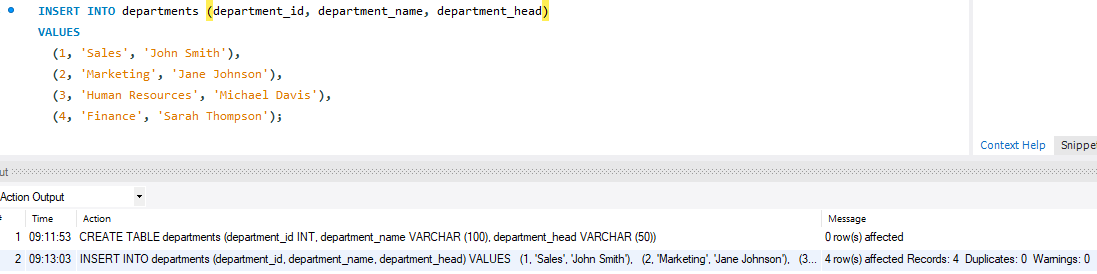 INSERT INTO departments (department_id, department_name, department_head)
VALUES
(1, 'Sales', 'John Smith'),
(2, 'Marketing', 'Jane Johnson'),
(3, 'Human Resources', 'Michael Davis'),
(4, 'Finance', 'Sarah Thompson');
Context Help Snippet
ut
Action Output
# Time Action Message
1 09:11:53 CREATE TABLE departments (department_id INT, department_name VARCHAR (100), department_head VARCHAR (50)) 0 row(s) affected
2 09:13:03 INSERT INTO departments (department_id, department_name, department_head) VALUES (1, 'Sales', 'John Smith'), (2, 'Marketing', 'Jane Johnson'), (3... 4 row(s) affected Records: 4 Duplicates: 0 Warnings: 0